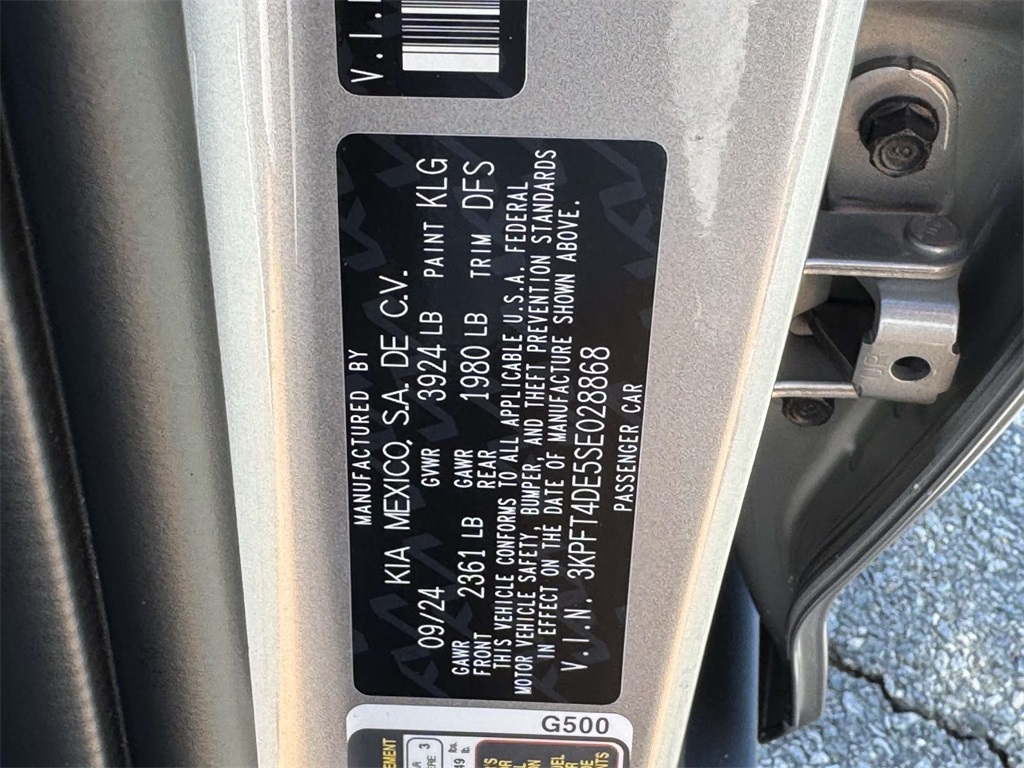 V.I.
MANUFACTURED BY
KIA MEXICO, S.A. DE C.V.
09/24 GVWR 3924 LB PAINT KLG
GAWR FRONT 2361 LB GAWR REAR 1980 LB TRIM DFS
THIS VEHICLE CONFORMS TO ALL APPLICABLE U.S.A. FEDERAL
MOTOR VEHICLE SAFETY, BUMPER, AND THEFT PREVENTION STANDARDS
IN EFFECT ON THE DATE OF MANUFACTURE SHOWN ABOVE.
V.I.N. 3KPFT4DE5SE028868
PASSENGER CAR
G500
UP